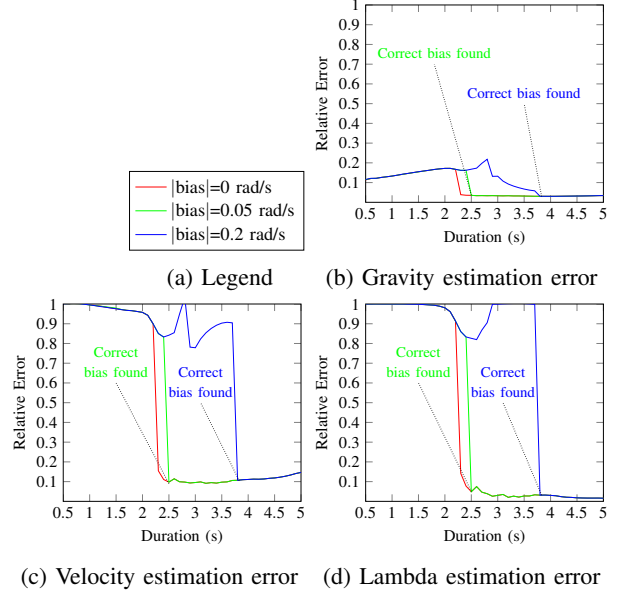 1
0.9
0.8
0.7
0.6
0.5
0.4
0.3
0.2
0.1
Relative Error
Correct bias found
Correct bias found
0.5 1 1.5 2 2.5 3 3.5 4 4.5 5
Duration (s)
|bias|=0 rad/s
|bias|=0.05 rad/s
|bias|=0.2 rad/s
(a) Legend
(b) Gravity estimation error
1
0.9
0.8
0.7
0.6
0.5
0.4
0.3
0.2
0.1
Relative Error
Correct
bias found
Correct
bias found
0.5 1 1.5 2 2.5 3 3.5 4 4.5 5
Duration (s)
(c) Velocity estimation error
1
0.9
0.8
0.7
0.6
0.5
0.4
0.3
0.2
0.1
Relative Error
Correct
bias found
Correct
bias found
0.5 1 1.5 2 2.5 3 3.5 4 4.5 5
Duration (s)
(d) Lambda estimation error